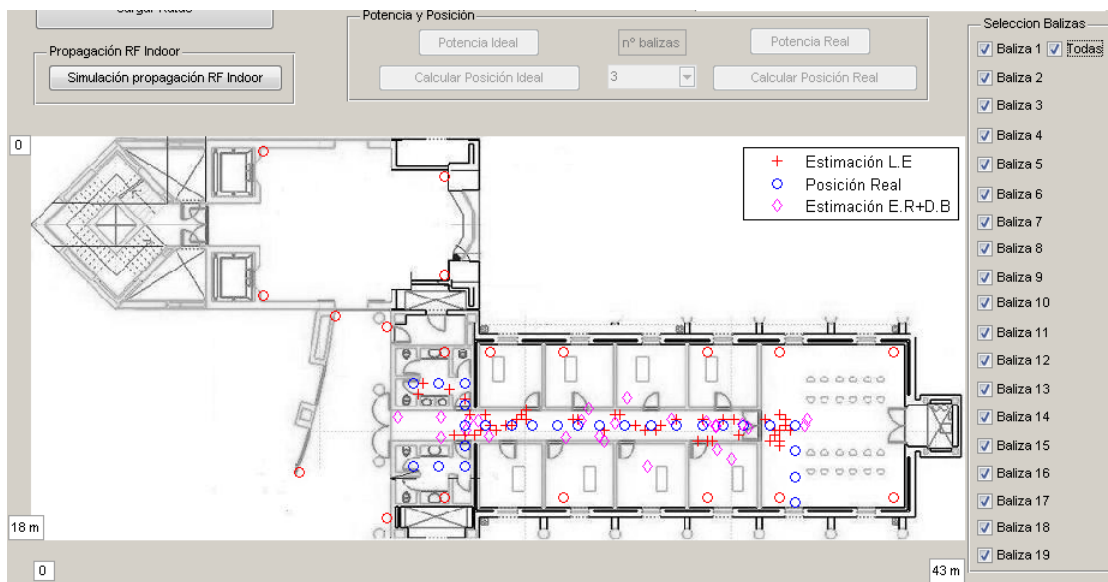 Cargar Rutas
Propagación RF Indoor
Simulación propagación RF Indoor
Potencia y Posición
Potencia Ideal
nº balizas
Potencia Real
Calcular Posición Ideal
3
Calcular Posición Real
Seleccion Balizas
Baliza 1 Todas
Baliza 2
Baliza 3
Baliza 4
Baliza 5
Baliza 6
Baliza 7
Baliza 8
Baliza 9
Baliza 10
Baliza 11
Baliza 12
Baliza 13
Baliza 14
Baliza 15
Baliza 16
Baliza 17
Baliza 18
Baliza 19
0
Estimación L.E
Posición Real
Estimación E.R+D.B
18 m
0
43 m